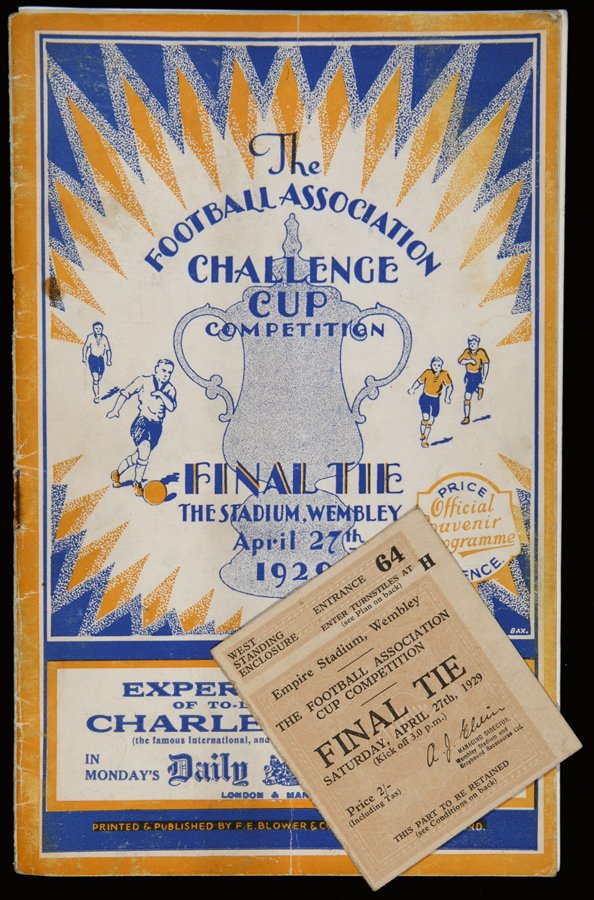 The
FOOTBALL ASSOCIATION
CHALLENGE
CUP
COMPETITION
FINAL TIE
THE STADIUM, WEMBLEY
April 27th
1929
PRICE
Official
Programme
BAX.
OF TO-
CHARLE
(the famous International, and
IN
MONDAY'S Daily
LONDON & MAN
PRINTED & PUBLISHED BY F.E. BLOWER & CO
WEST
STANDING
ENCLOSURE
ENTRANCE 64
ENTER TURNSTILES AT H
(see Plan on back)
Empire Stadium, Wembley
THE FOOTBALL ASSOCIATION
CUP COMPETITION
FINAL TIE
SATURDAY, APRIL 27th, 1929
(Kick off 3.0 p.m.)
Price 2/-
(Including Tax)
MANAGING DIRECTOR,
Wembley Stadium and
Greyhound Racecourse Ltd.
THIS PART TO BE RETAINED
(see Conditions on back)